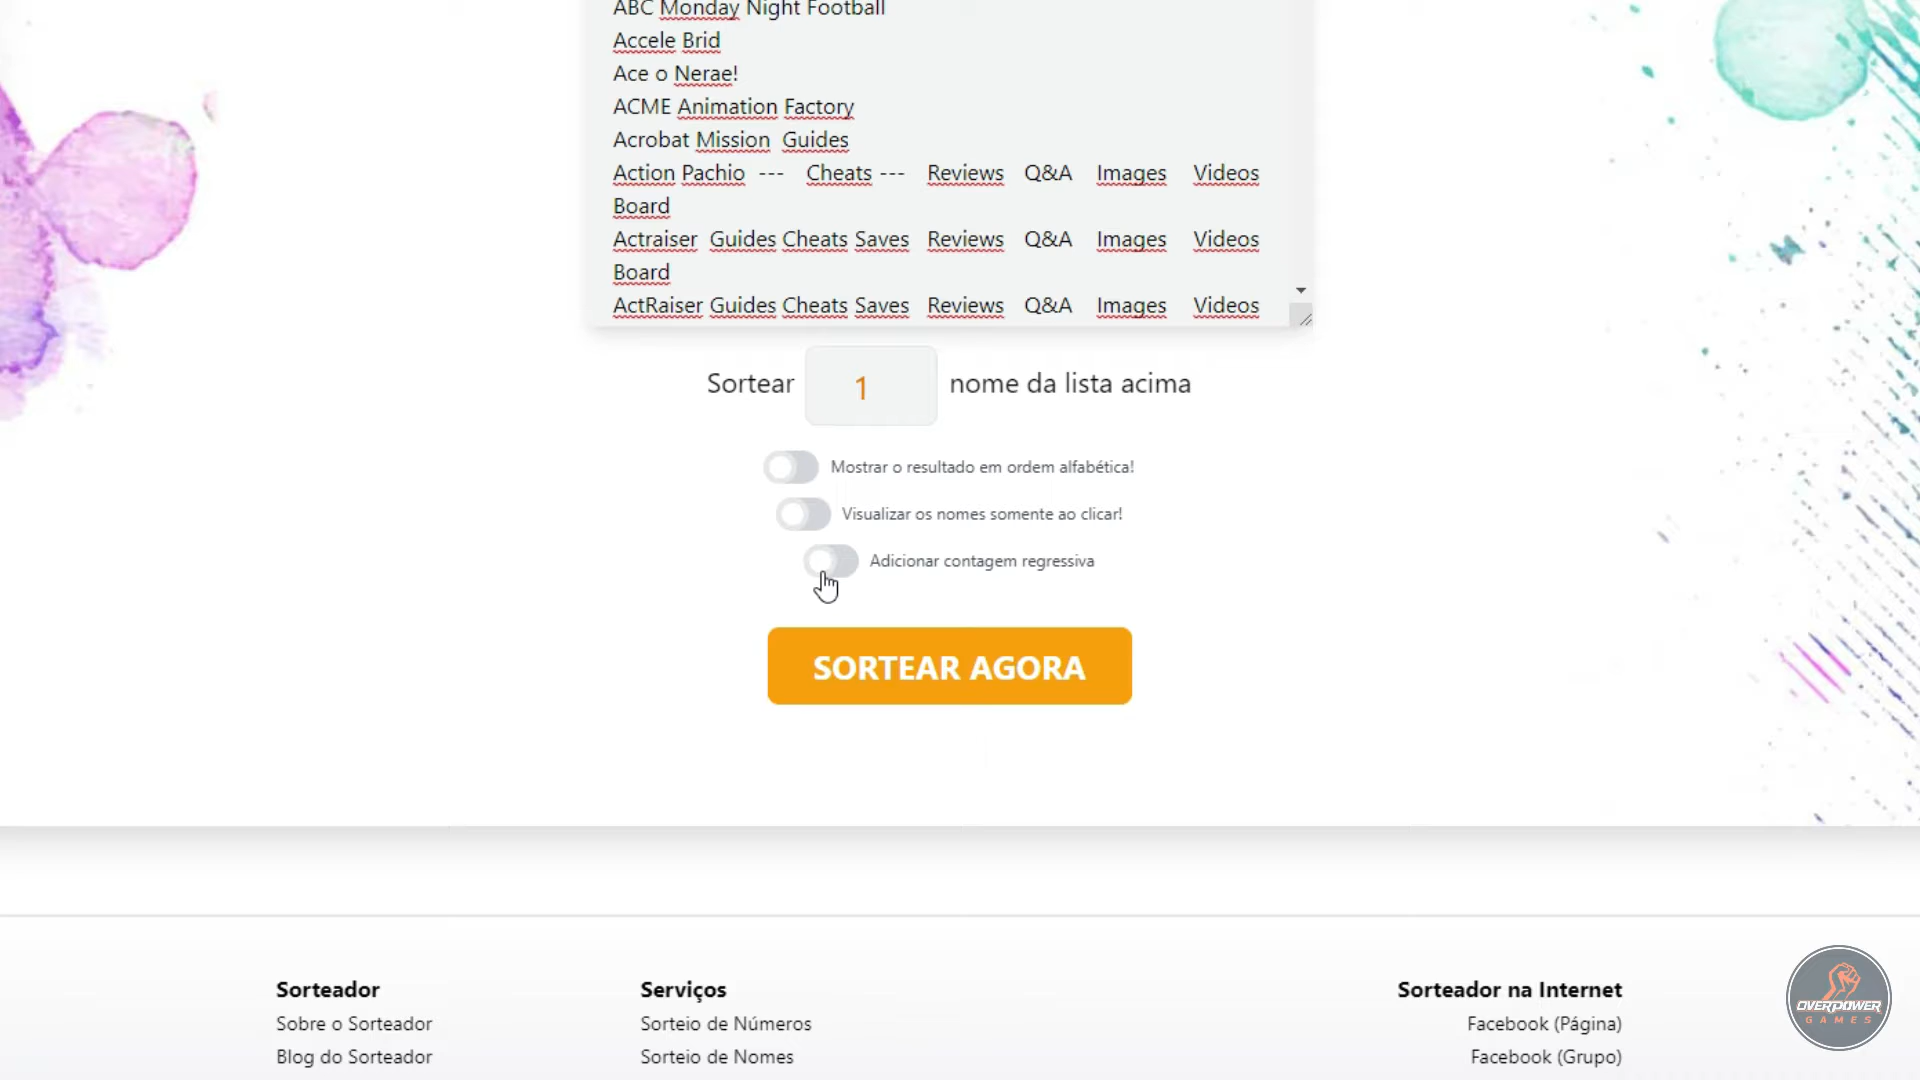 ABC Monday Night Football
Accele Brid
Ace o Nerae!
ACME Animation Factory
Acrobat Mission Guides
Action Pachio --- Cheats --- Reviews Q&A Images Videos
Board
Actraiser Guides Cheats Saves Reviews Q&A Images Videos
Board
ActRaiser Guides Cheats Saves Reviews Q&A Images Videos
Sortear 1 nome da lista acima
Mostrar o resultado em ordem alfabética!
Visualizar os nomes somente ao clicar!
Adicionar contagem regressiva
SORTEAR AGORA
Sorteador
Sobre o Sorteador
Blog do Sorteador
Serviços
Sorteio de Números
Sorteio de Nomes
Sorteador na Internet
Facebook (Página)
Facebook (Grupo)
OVERPOWER
GAMES